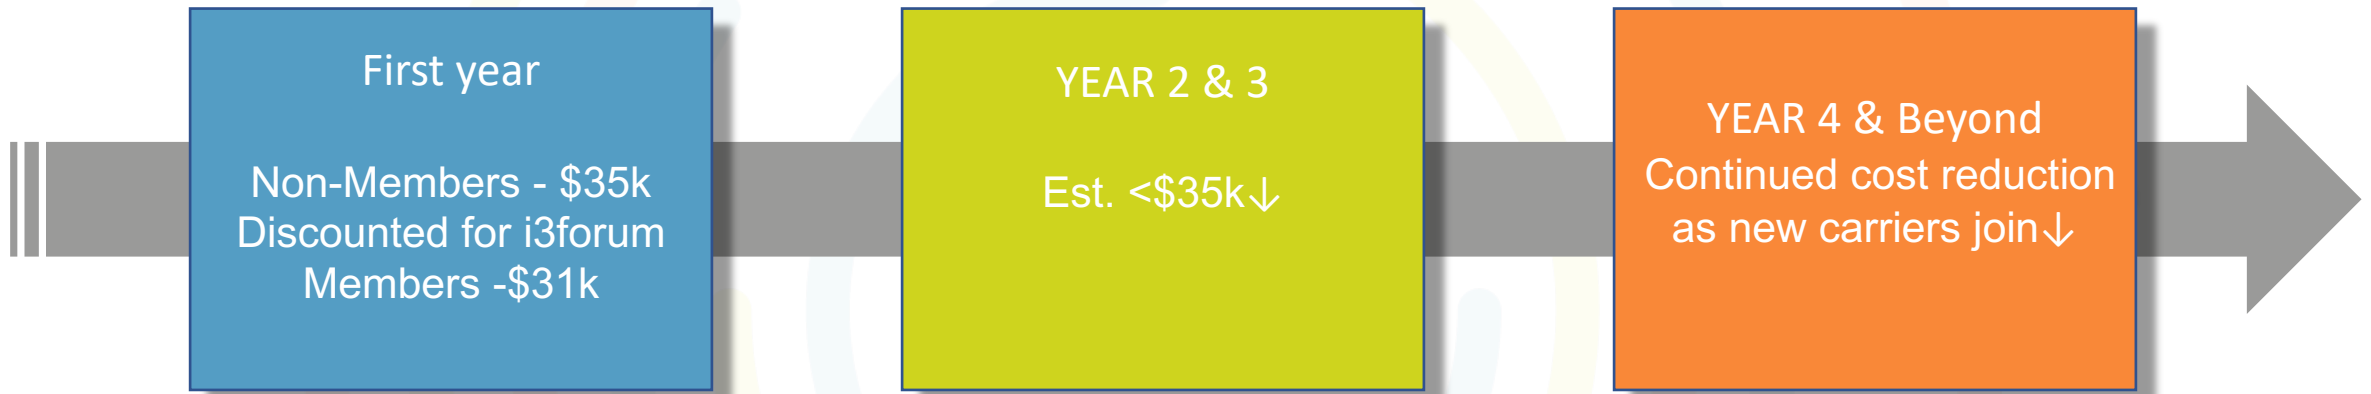 First year
Non-Members - $35k
Discounted for i3forum
Members -$31k
YEAR 2 & 3
Est. <$35k↓
YEAR 4 & Beyond
Continued cost reduction
as new carriers join↓